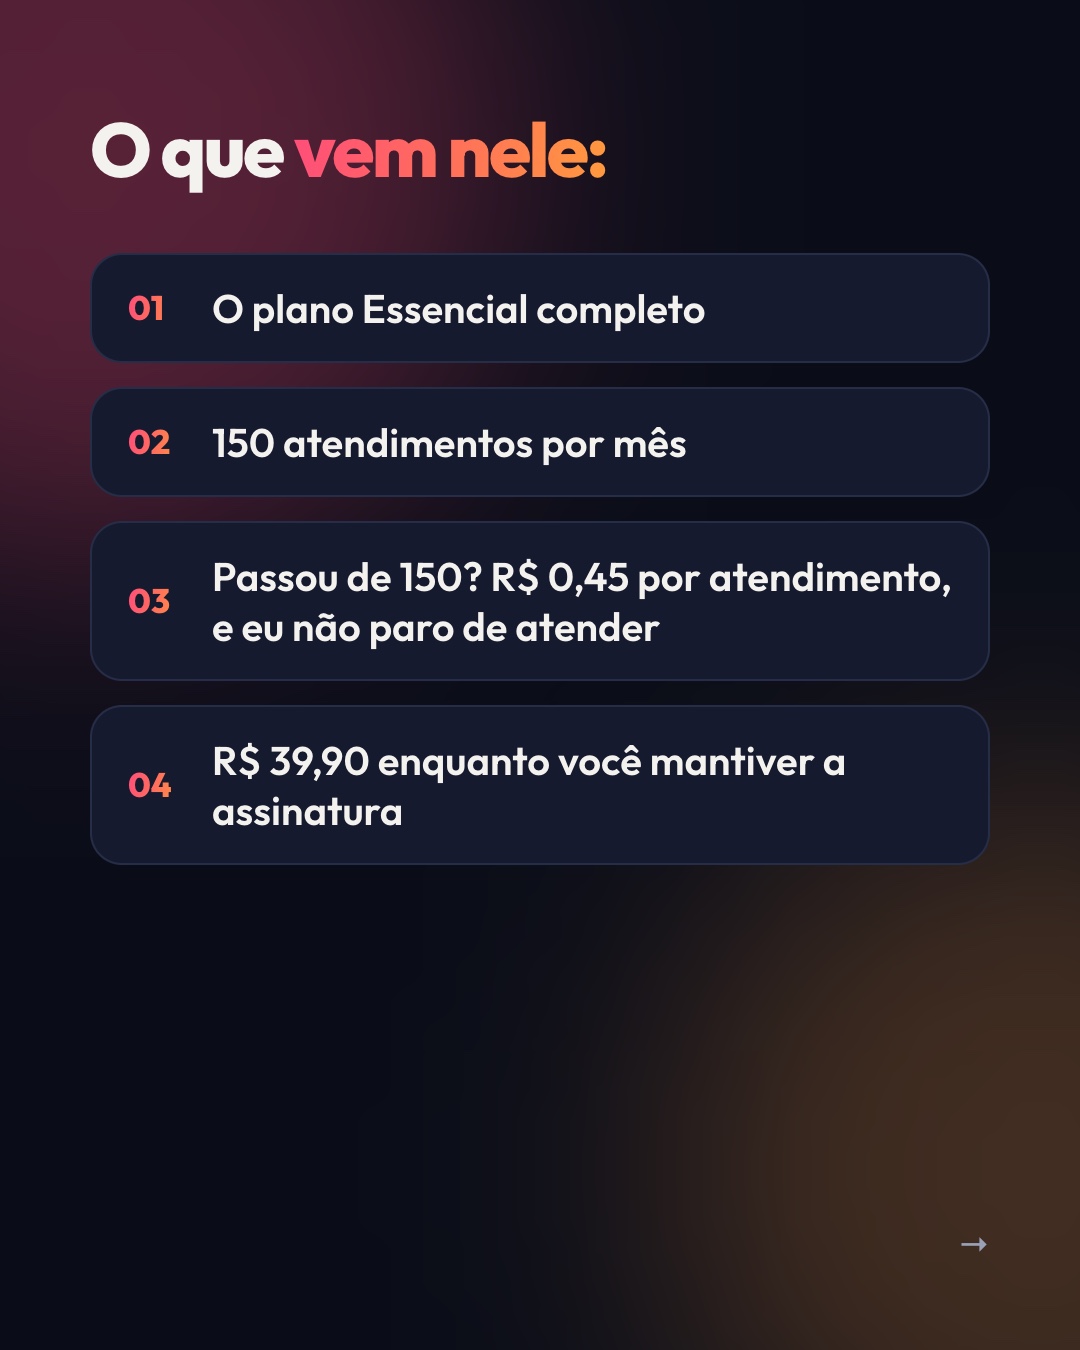 O que vem nele:
01 O plano Essencial completo
02 150 atendimentos por mês
03 Passou de 150? R$ 0,45 por atendimento,
e eu não paro de atender
04 R$ 39,90 enquanto você mantiver a
assinatura
→